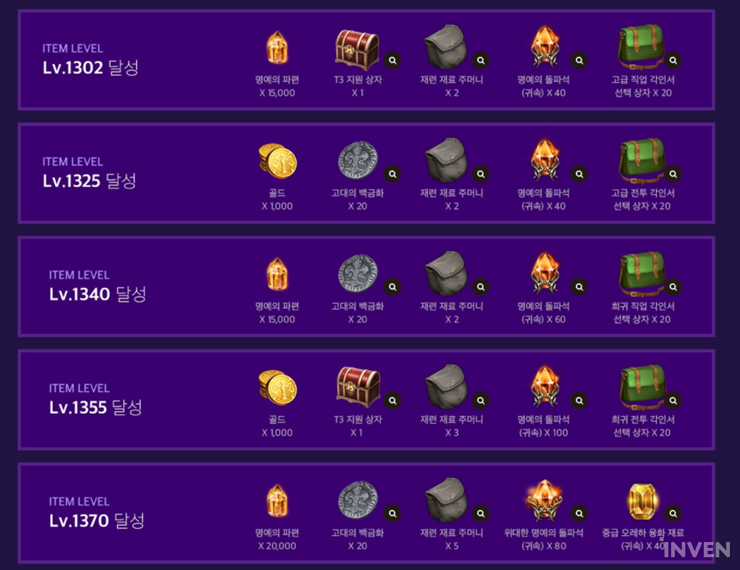 ITEM LEVEL
Lv.1302 달성
명예의 파편
X 15,000
T3 지원 상자
X 1
재련 재료 주머니
X 2
명예의 돌파석
(귀속) X 40
고급 직업 각인서
선택 상자 X 20
ITEM LEVEL
Lv.1325 달성
골드
X 1,000
고대의 백금화
X 20
재련 재료 주머니
X 2
명예의 돌파석
(귀속) X 40
고급 전투 각인서
선택 상자 X 20
ITEM LEVEL
Lv.1340 달성
명예의 파편
X 15,000
고대의 백금화
X 20
재련 재료 주머니
X 2
명예의 돌파석
(귀속) X 60
희귀 직업 각인서
선택 상자 X 20
ITEM LEVEL
Lv.1355 달성
골드
X 1,000
T3 지원 상자
X 1
재련 재료 주머니
X 3
명예의 돌파석
(귀속) X 100
희귀 전투 각인서
선택 상자 X 20
ITEM LEVEL
Lv.1370 달성
명예의 파편
X 20,000
고대의 백금화
X 20
재련 재료 주머니
X 5
위대한 명예의 돌파석
(귀속) X 80
중급 오레하 융화 재료
(귀속) X 40
INVEN